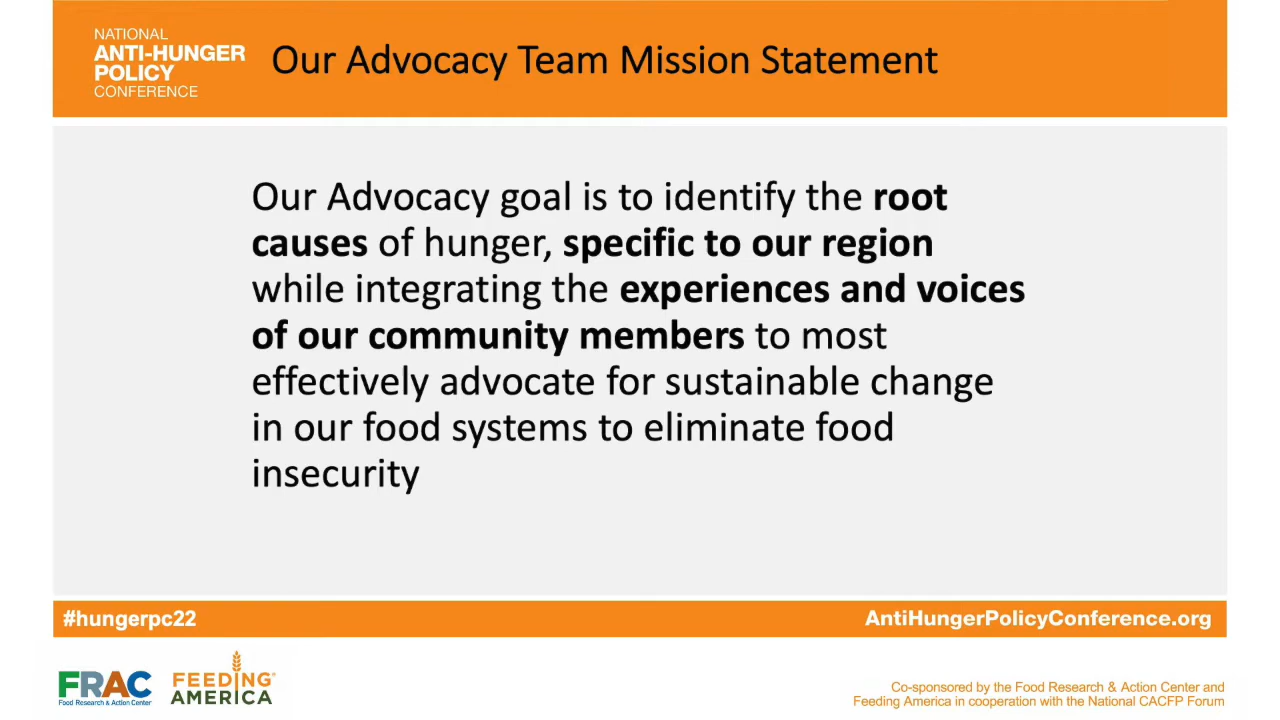 NATIONAL
ANTI-HUNGER
POLICY
CONFERENCE
Our Advocacy Team Mission Statement
Our Advocacy goal is to identify the root
causes of hunger, specific to our region
while integrating the experiences and voices
of our community members to most
effectively advocate for sustainable change
in our food systems to eliminate food
insecurity
#hungerpc22
AntiHungerPolicyConference.org
FRAC
Food Research & Action Center
FEEDING®
AMERICA
Co-sponsored by the Food Research & Action Center and
Feeding America in cooperation with the National CACFP Forum